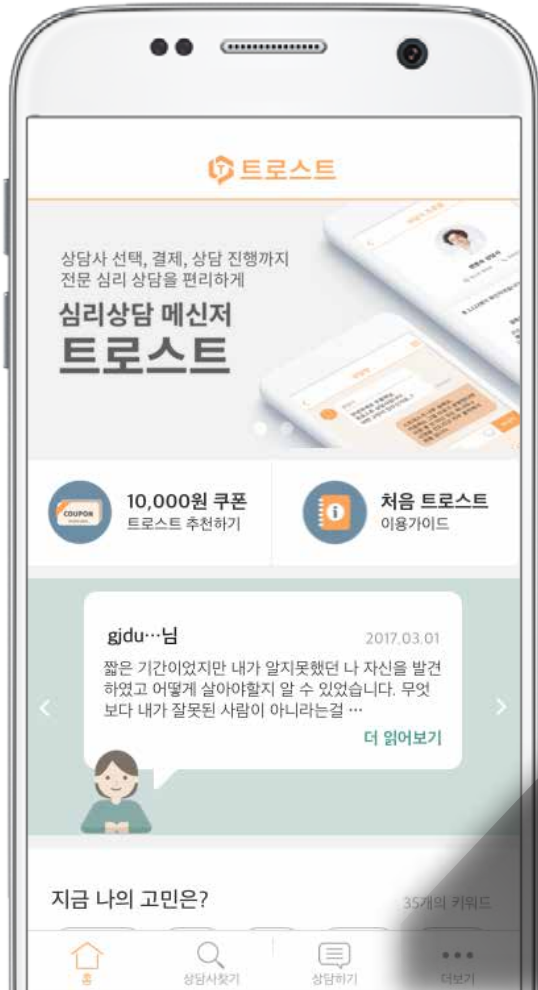 트로스트
상담사 선택, 결제, 상담 진행까지
전문 심리 상담을 편리하게
심리상담 메신저
트로스트
COUPON
10,000원 쿠폰
트로스트 추천하기
처음 트로스트
이용가이드
gjdu…님
2017.03.01
짧은 기간이었지만 내가 알지못했던 나 자신을 발견
하였고 어떻게 살아야할지 알 수 있었습니다. 무엇
보다 내가 잘못된 사람이 아니라는걸 …
더 읽어보기
지금 나의 고민은?
35개의 키워드
홈
상담사찾기
상담하기
더보기